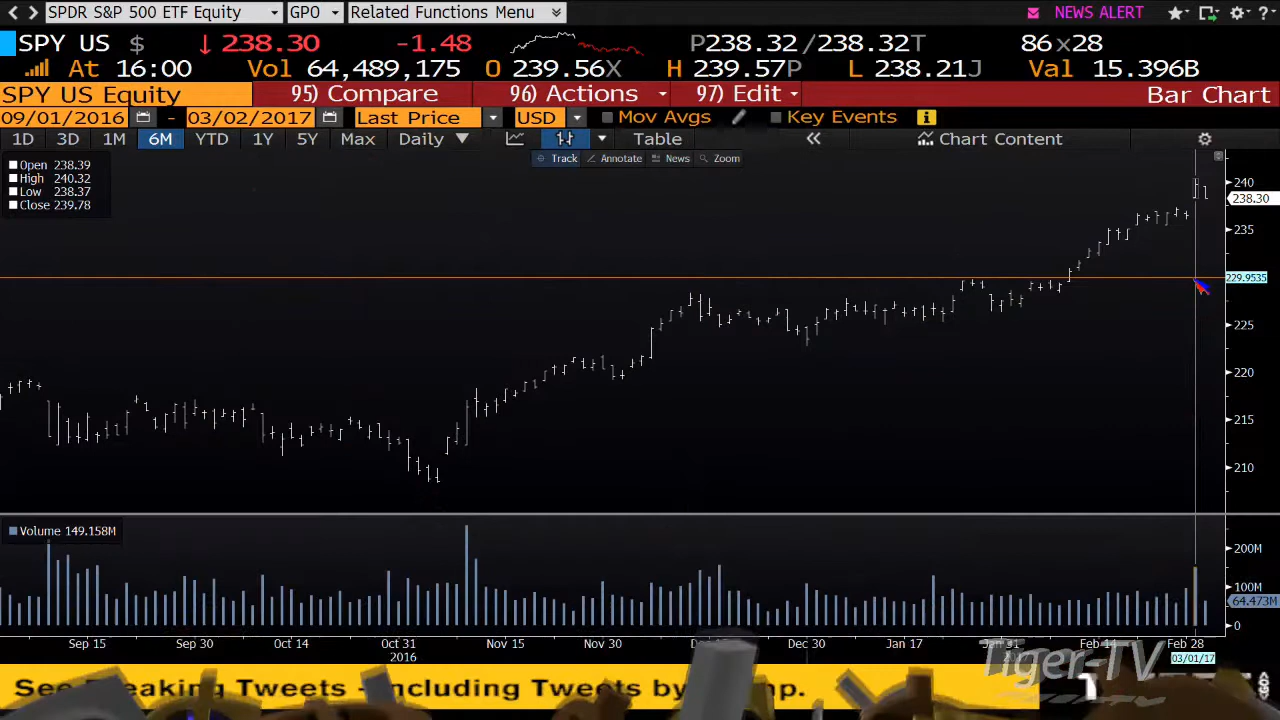 SPDR S&P 500 ETF Equity GPO Related Functions Menu NEWS ALERT
SPY US $ ↓ 238.30 -1.48 P238.32/238.32T 86x28
At 16:00 Vol 64,489,175 O 239.56X H 239.57P L 238.21J Val 15.396B
SPY US Equity 95) Compare 96) Actions 97) Edit Bar Chart
09/01/2016 - 03/02/2017 Last Price USD Mov Avgs Key Events
1D 3D 1M 6M YTD 1Y 5Y Max Daily Table « Chart Content
Track Annotate News Zoom
Open 238.39
High 240.32
Low 238.37
Close 239.78
240
238.30
235
229.9535
225
220
215
210
Volume 149.158M
200M
100M
64.473M
0
Sep 15 Sep 30 Oct 14 Oct 31 Nov 15 Nov 30 Dec 30 Jan 17 Jan 31 Feb 14 Feb 28
2016 03/01/17
Tiger-TV
See Breaking Tweets - Including Tweets by